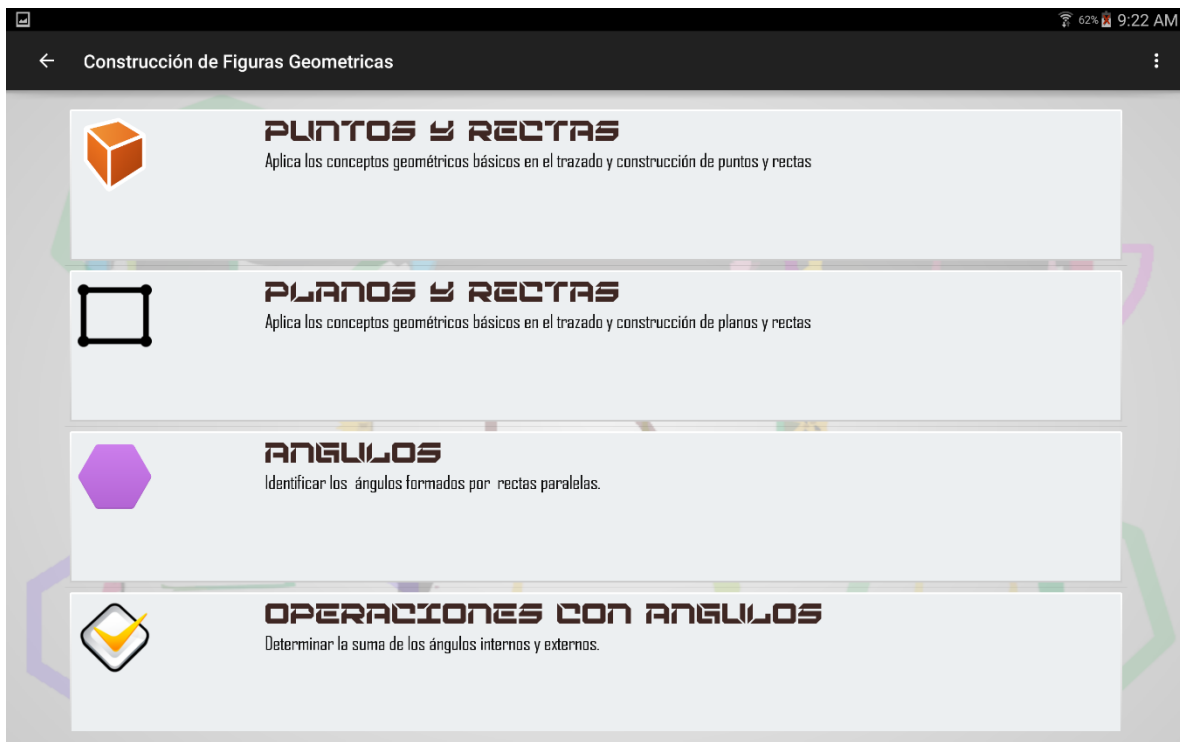 62% 9:22 AM
Construcción de Figuras Geometricas
PUNTOS Y RECTAS
Aplica los conceptos geométricos básicos en el trazado y construcción de puntos y rectas
PLANOS Y RECTAS
Aplica los conceptos geométricos básicos en el trazado y construcción de planos y rectas
ANGULOS
Identificar los  ángulos formados por  rectas paralelas.
OPERACIONES CON ANGULOS
Determinar la suma de los ángulos internos y externos.